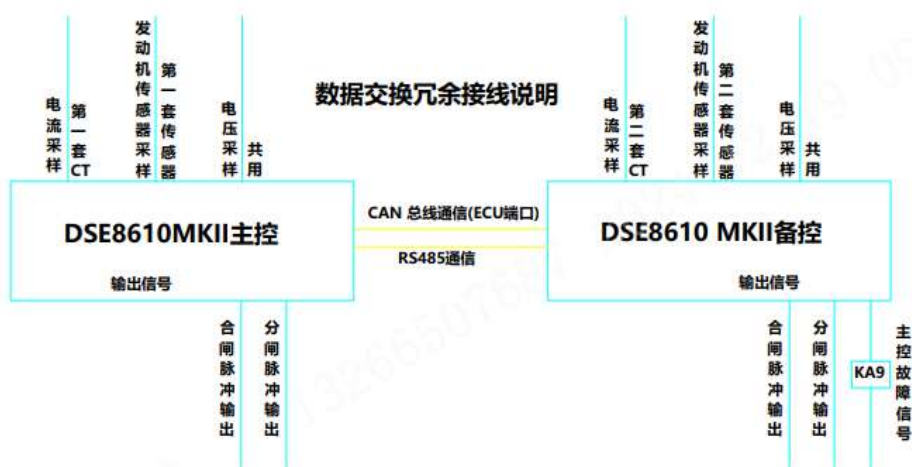 数据交换冗余接线说明
电流采样
第一套CT
发动机传感器采样
第一套传感器
电压采样
共用
电流采样
第二套CT
发动机传感器采样
第二套传感器
电压采样
共用
DSE8610MKII主控
输出信号
CAN 总线通信(ECU端口)
RS485通信
DSE8610 MKII备控
输出信号
合闸脉冲输出
分闸脉冲输出
合闸脉冲输出
分闸脉冲输出
KA9
主控故障信号